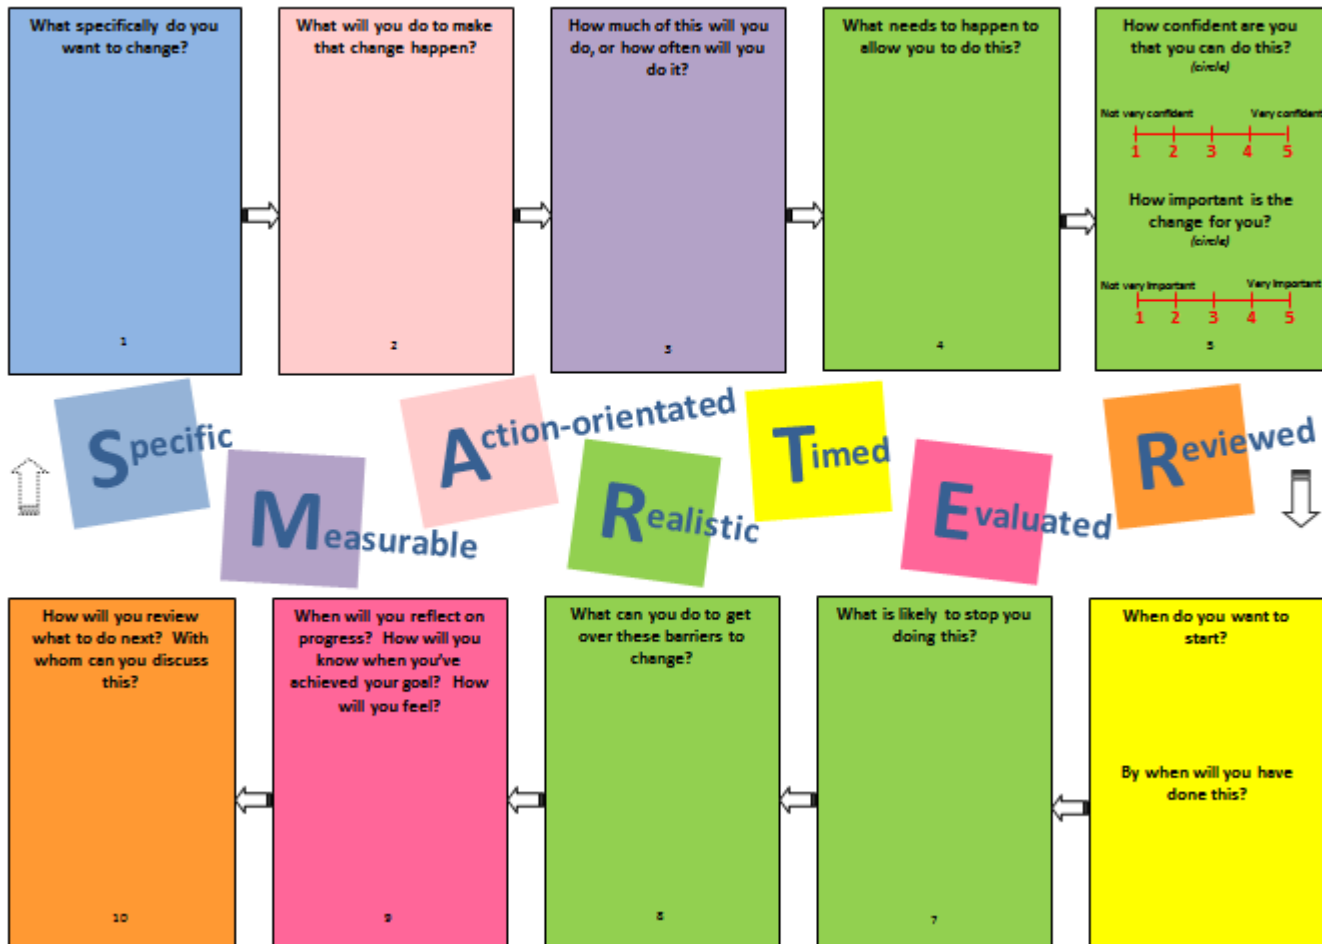 What specifically do you
want to change?
1
What will you do to make
that change happen?
2
How much of this will you
do, or how often will you
do it?
3
What needs to happen to
allow you to do this?
4
How confident are you
that you can do this?
(circle)
Not very confident Very confident
1 2 3 4 5
How important is the
change for you?
(circle)
Not very important Very important
1 2 3 4 5
5
Specific
Measurable
Action-orientated
Realistic
Timed
Evaluated
Reviewed
How will you review
what to do next? With
whom can you discuss
this?
10
When will you reflect on
progress? How will you
know when you've
achieved your goal? How
will you feel?
9
What can you do to get
over these barriers to
change?
8
What is likely to stop you
doing this?
7
When do you want to
start?
By when will you have
done this?